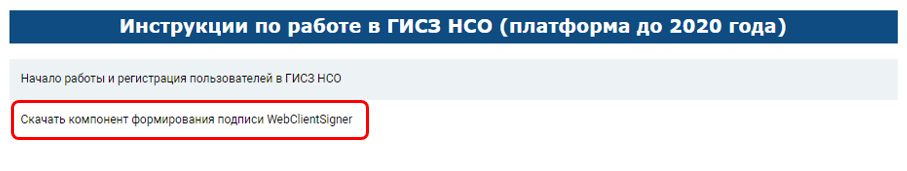 Инструкции по работе в ГИСЗ НСО (платформа до 2020 года)
Начало работы и регистрация пользователей в ГИСЗ НСО
Скачать компонент формирования подписи WebClientSigner